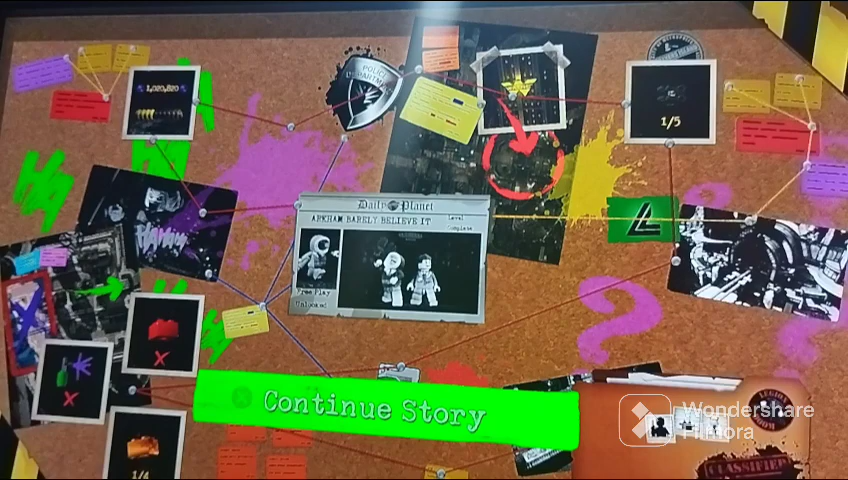 1,020,820
POLICE
DEPARTMENT
1/5
Daily Planet
ARKHAM BARELY BELIEVE IT
Level
Complete
Free Play
Unlocked
1/4
Continue Story
Wondershare
Filmora
CLASSIFIED